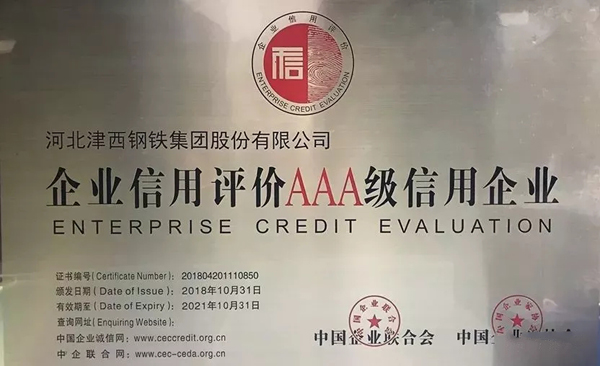 企业信用评价
信
ENTERPRISE CREDIT EVALUATION
河北津西钢铁集团股份有限公司
企业信用评价AAA级信用企业
ENTERPRISE CREDIT EVALUATION
证书编号(Certificate Number): 201804201110850
颁发日期(Date of Issue): 2018年10月31日
有效期至(Date of Expiry): 2021年10月31日
查询网址(Enquiring Website):
中国企业诚信网: www.ceccredit.org.cn
中企联合网: www.cec-ceda.org.cn
中国企业联合会
中国企业